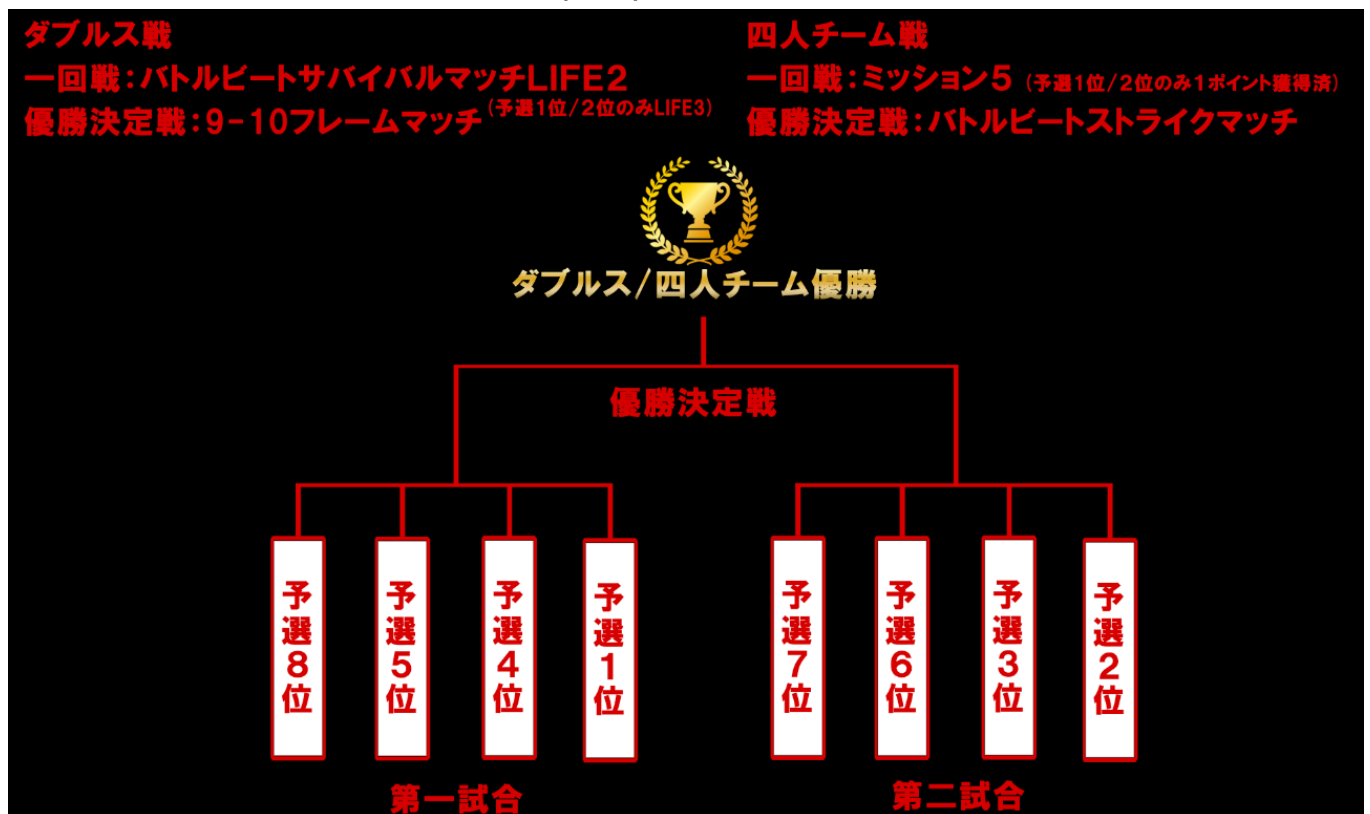 ダブルス戦
一回戦：バトルビートサバイバルマッチLIFE2
優勝決定戦：9-10フレームマッチ(予選1位/2位のみLIFE3)
四人チーム戦
一回戦：ミッション5 (予選1位/2位のみ1ポイント獲得済)
優勝決定戦：バトルビートストライクマッチ
ダブルス/四人チーム優勝
優勝決定戦
予選8位
予選5位
予選4位
予選1位
予選7位
予選6位
予選3位
予選2位
第一試合
第二試合